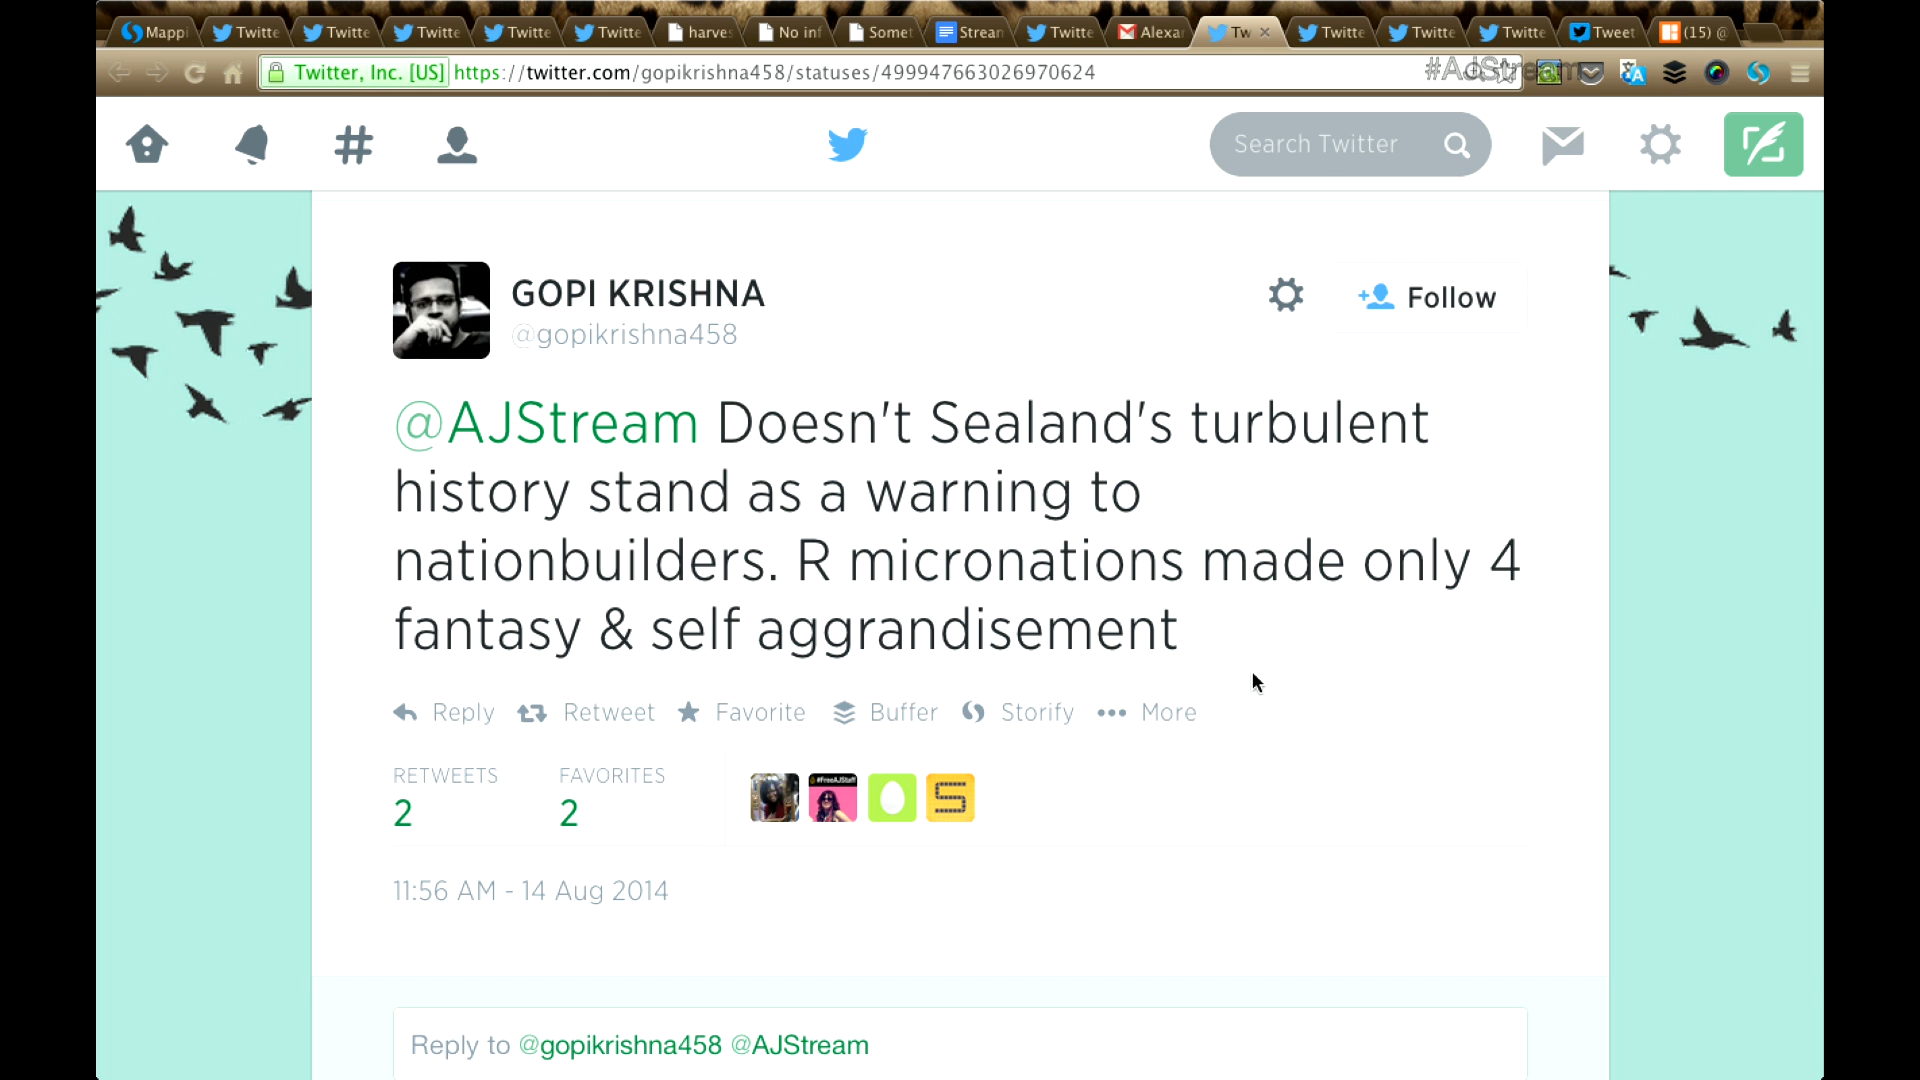 Mappi Twitte Twitte Twitte Twitte Twitte harves No inf Somet Stream Twitte Alexar Tw Twitte Twitte Twitte Tweet (15) @
Twitter, Inc. [US] https://twitter.com/gopikrishna458/statuses/499947663026970624
#AJStream
Search Twitter
GOPI KRISHNA
@gopikrishna458
Follow
@AJStream Doesn't Sealand's turbulent
history stand as a warning to
nationbuilders. R micronations made only 4
fantasy & self aggrandisement
Reply Retweet Favorite Buffer Storify More
RETWEETS FAVORITES
2 2
#FreeAJStaff
11:56 AM - 14 Aug 2014
Reply to @gopikrishna458 @AJStream